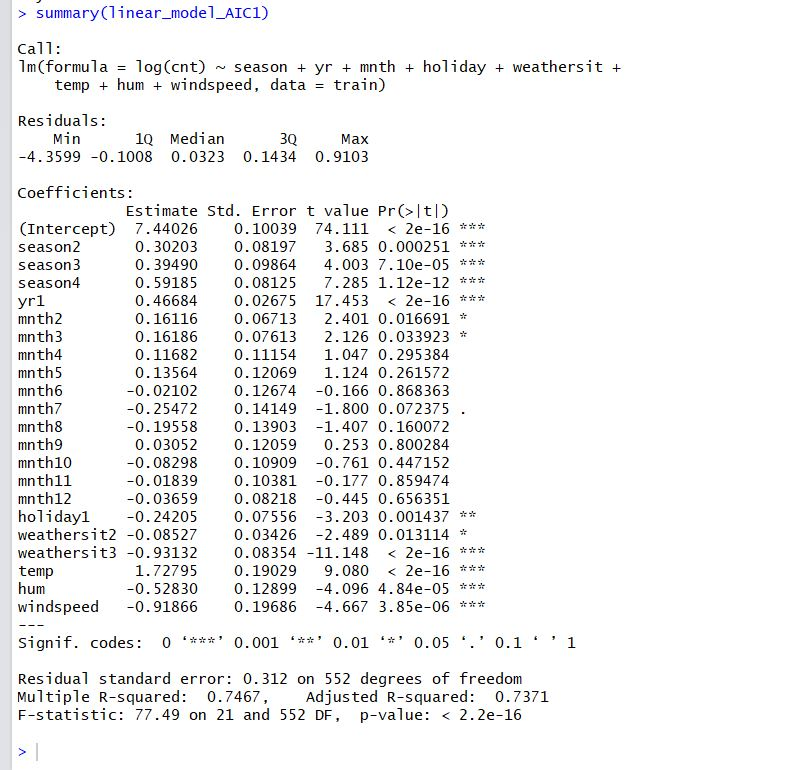 > summary(linear_model_AIC1)

Call:
lm(formula = log(cnt) ~ season + yr + mnth + holiday + weathersit +
    temp + hum + windspeed, data = train)

Residuals:
    Min      1Q  Median      3Q     Max
-4.3599 -0.1008  0.0323  0.1434  0.9103

Coefficients:
            Estimate Std. Error t value Pr(>|t|)
(Intercept)  7.44026    0.10039  74.111  < 2e-16 ***
season2      0.30203    0.08197   3.685 0.000251 ***
season3      0.39490    0.09864   4.003 7.10e-05 ***
season4      0.59185    0.08125   7.285 1.12e-12 ***
yr1          0.46684    0.02675  17.453  < 2e-16 ***
mnth2        0.16116    0.06713   2.401 0.016691 *
mnth3        0.16186    0.07613   2.126 0.033923 *
mnth4        0.11682    0.11154   1.047 0.295384
mnth5        0.13564    0.12069   1.124 0.261572
mnth6       -0.02102    0.12674  -0.166 0.868363
mnth7       -0.25472    0.14149  -1.800 0.072375 .
mnth8       -0.19558    0.13903  -1.407 0.160072
mnth9        0.03052    0.12059   0.253 0.800284
mnth10      -0.08298    0.10909  -0.761 0.447152
mnth11      -0.01839    0.10381  -0.177 0.859474
mnth12      -0.03659    0.08218  -0.445 0.656351
holiday1    -0.24205    0.07556  -3.203 0.001437 **
weathersit2 -0.08527    0.03426  -2.489 0.013114 *
weathersit3 -0.93132    0.08354 -11.148  < 2e-16 ***
temp         1.72795    0.19029   9.080  < 2e-16 ***
hum         -0.52830    0.12899  -4.096 4.84e-05 ***
windspeed   -0.91866    0.19686  -4.667 3.85e-06 ***
---
Signif. codes:  0 ‘***’ 0.001 ‘**’ 0.01 ‘*’ 0.05 ‘.’ 0.1 ‘ ’ 1

Residual standard error: 0.312 on 552 degrees of freedom
Multiple R-squared:  0.7467,    Adjusted R-squared:  0.7371
F-statistic: 77.49 on 21 and 552 DF,  p-value: < 2.2e-16

>